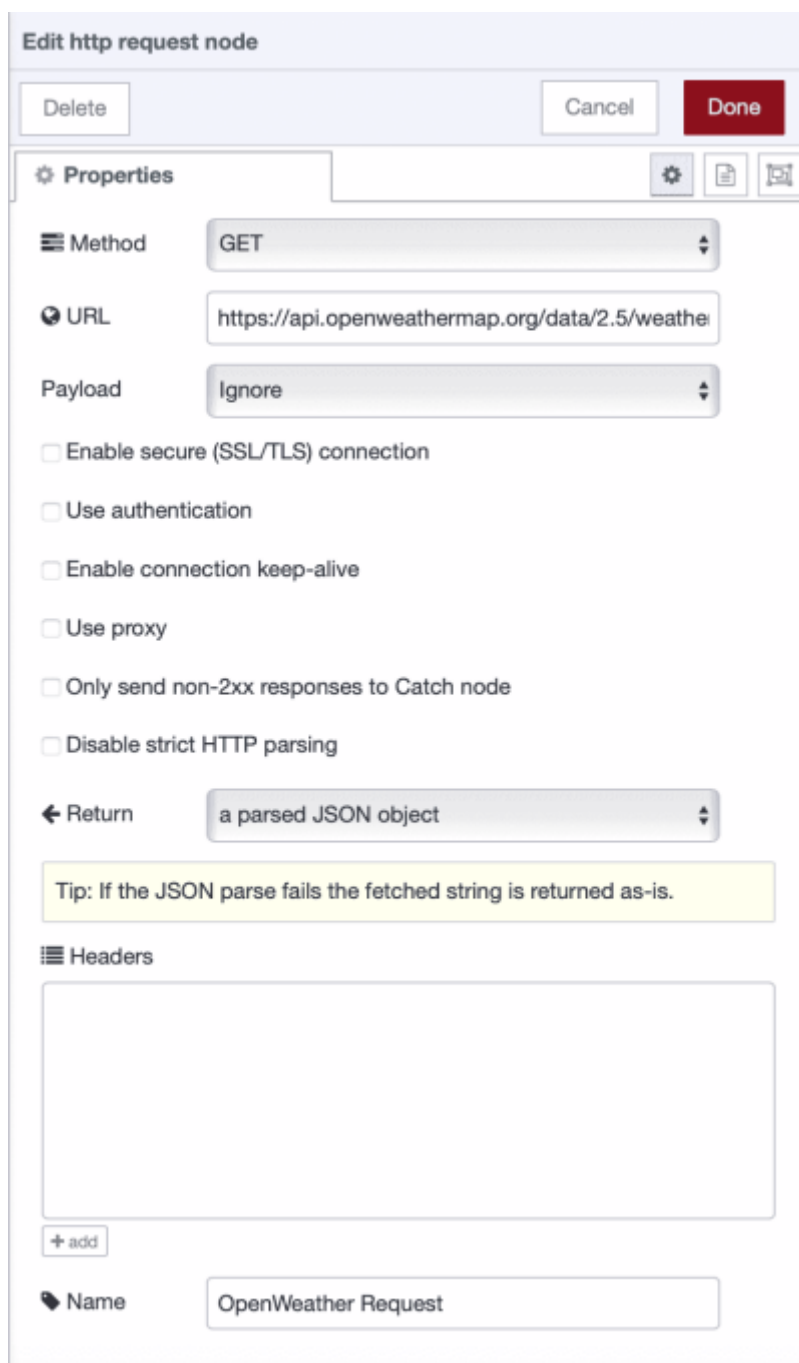 Edit http request node
Delete
Cancel
Done
Properties
Method
GET
URL
https://api.openweathermap.org/data/2.5/weathe
Payload
Ignore
Enable secure (SSL/TLS) connection
Use authentication
Enable connection keep-alive
Use proxy
Only send non-2xx responses to Catch node
Disable strict HTTP parsing
Return
a parsed JSON object
Tip: If the JSON parse fails the fetched string is returned as-is.
Headers
+ add
Name
OpenWeather Request